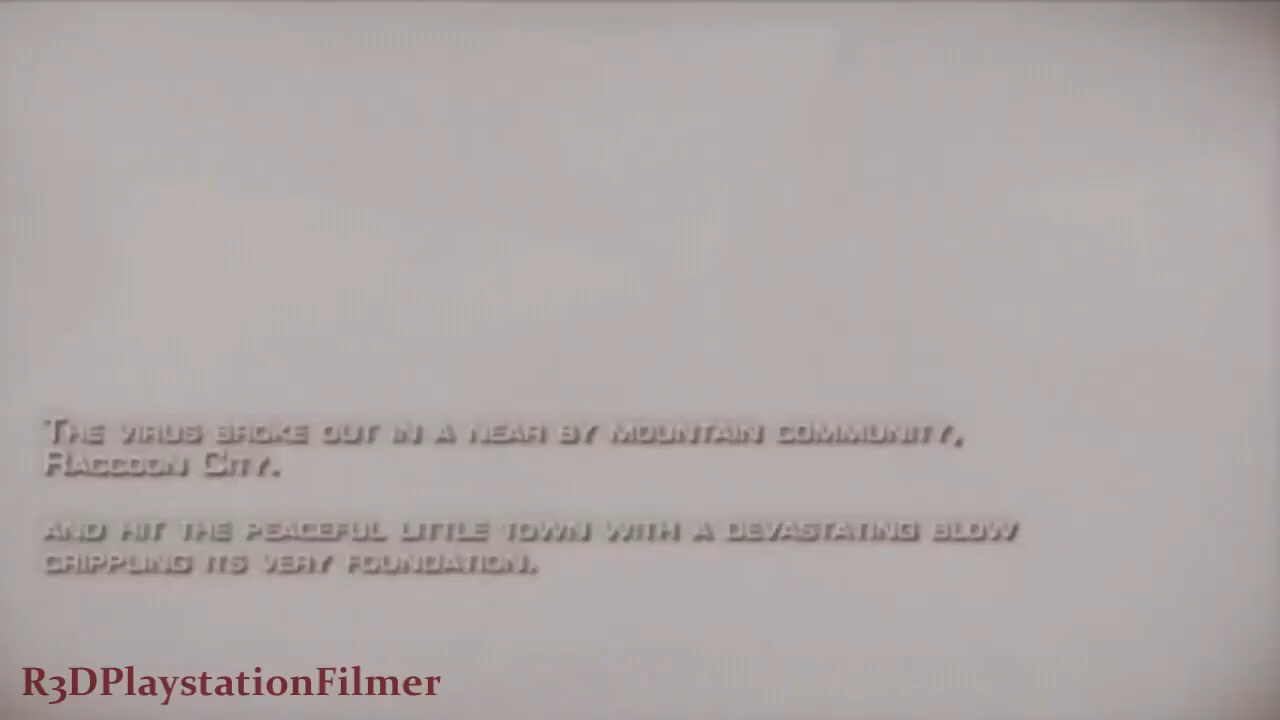 The virus broke out in a near by mountain community,
Raccoon City.
and hit the peaceful little town with a devastating blow
crippling its very foundation.
R3DPlaystationFilmer